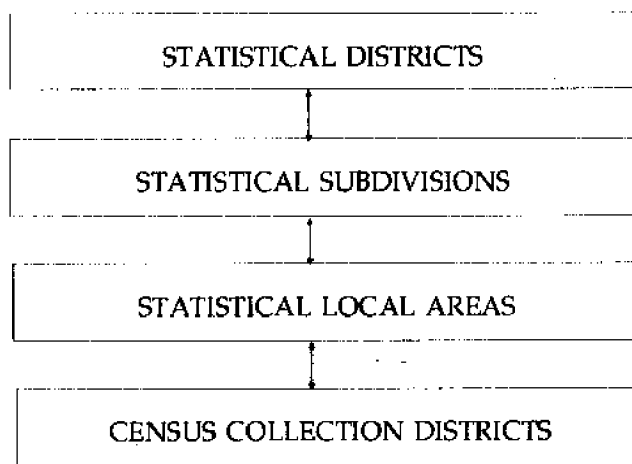 STATISTICAL DISTRICTS
STATISTICAL SUBDIVISIONS
STATISTICAL LOCAL AREAS
CENSUS COLLECTION DISTRICTS